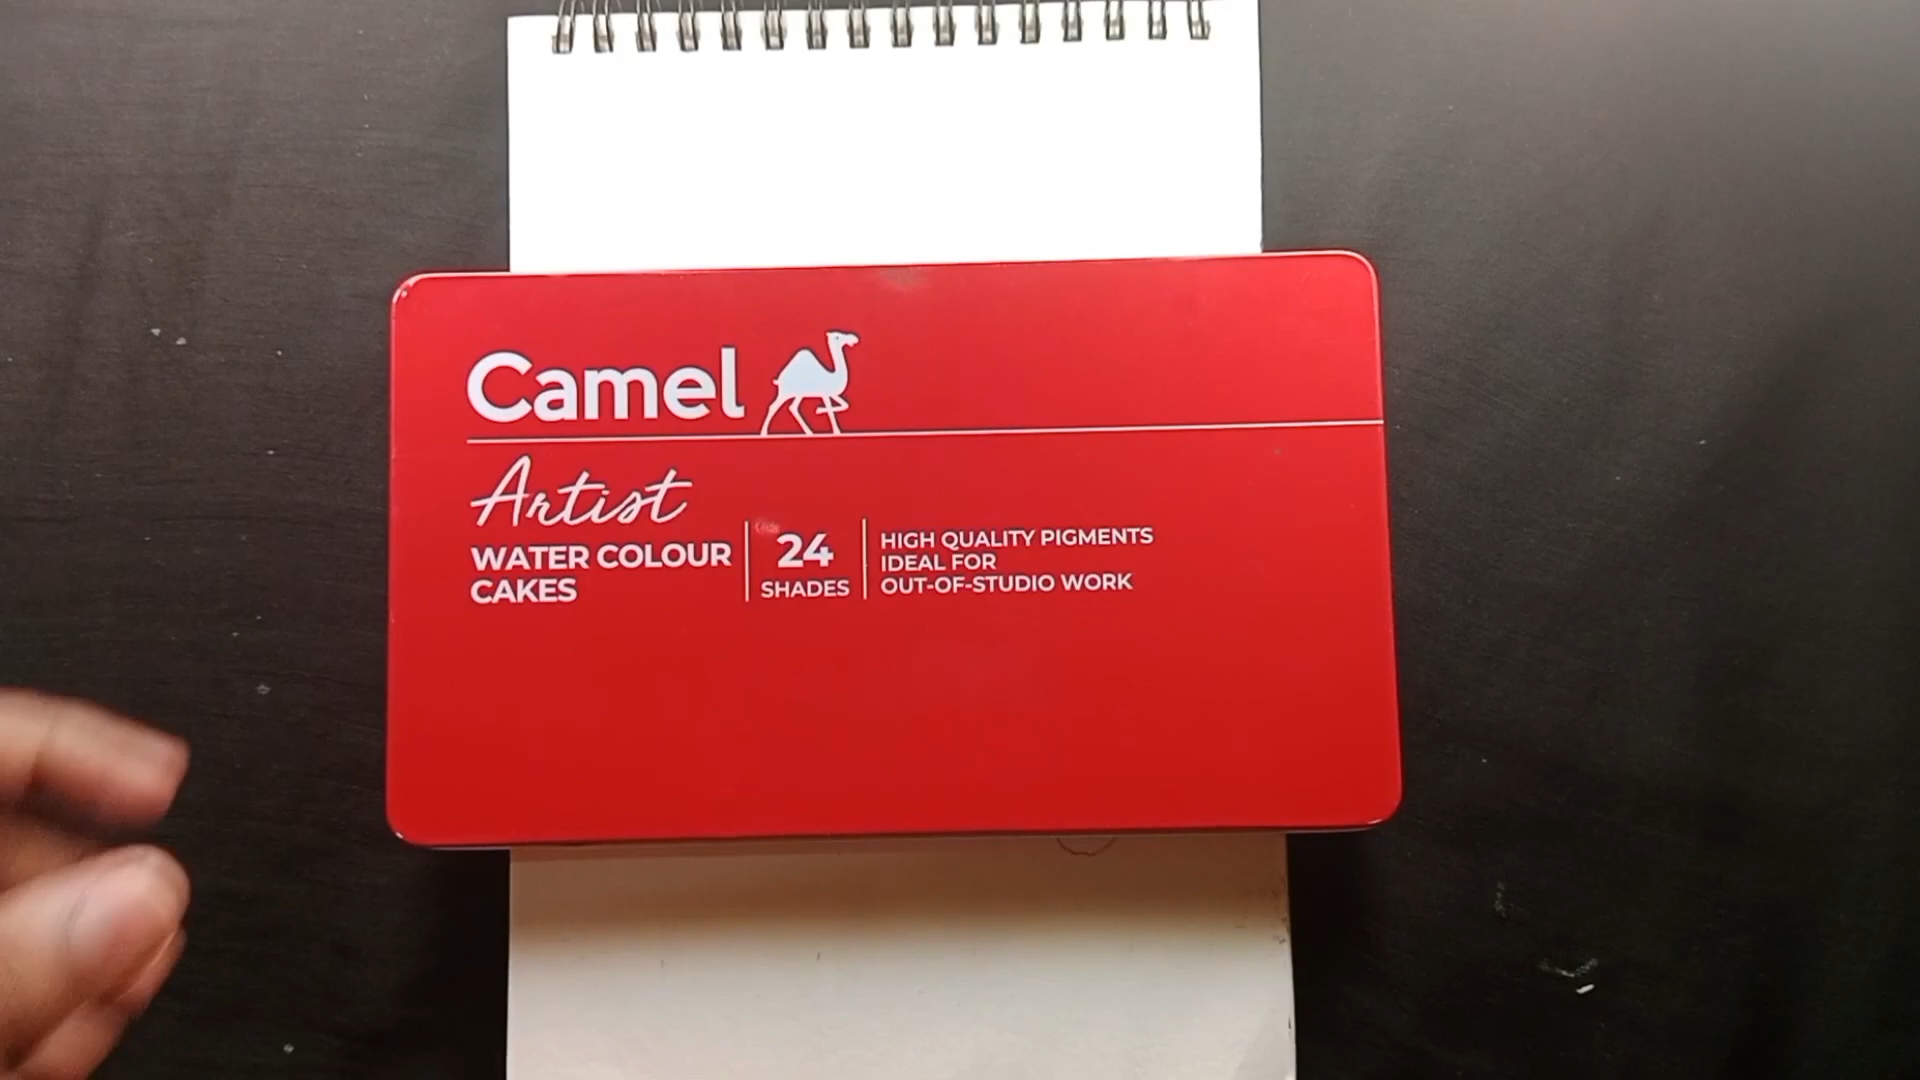 Camel
Artist
WATER COLOUR
CAKES
24
SHADES
HIGH QUALITY PIGMENTS
IDEAL FOR
OUT-OF-STUDIO WORK